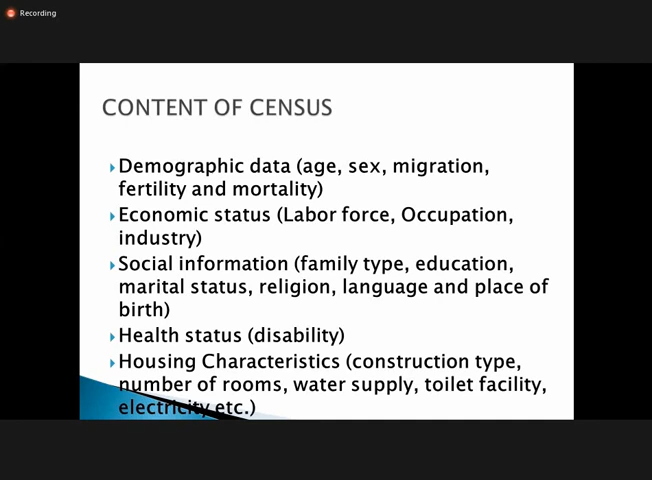 Recording
CONTENT OF CENSUS
Demographic data (age, sex, migration,
fertility and mortality)
Economic status (Labor force, Occupation,
industry)
Social information (family type, education,
marital status, religion, language and place of
birth)
Health status (disability)
Housing Characteristics (construction type,
number of rooms, water supply, toilet facility,
electricity etc.)